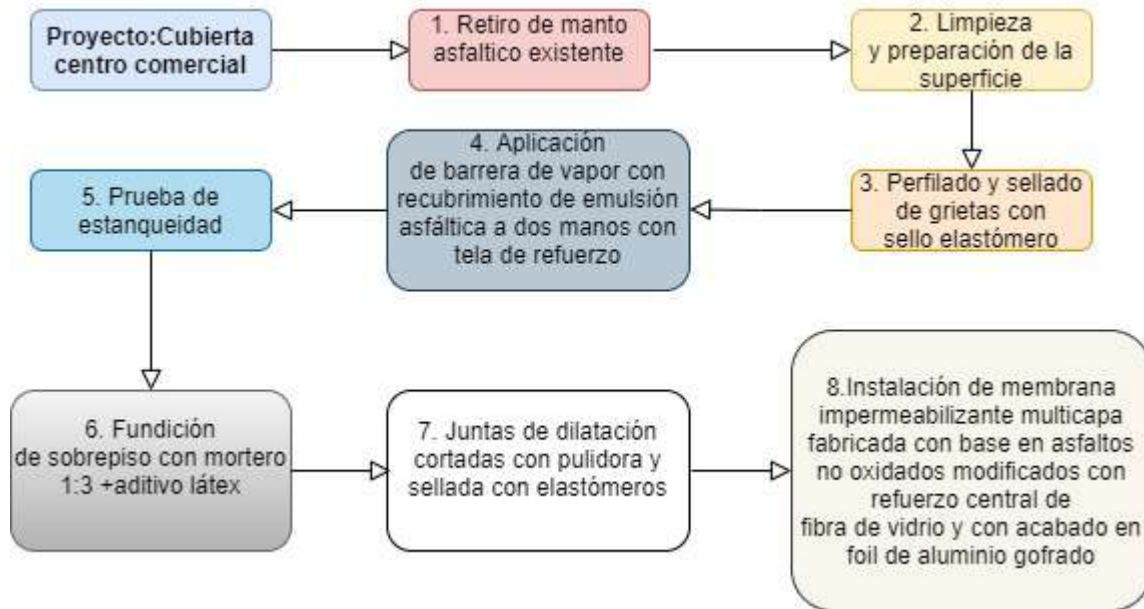 Proyecto:Cubierta
centro comercial
1. Retiro de manto
asfaltico existente
2. Limpieza
y preparación de la
superficie
3. Perfilado y sellado
de grietas con
sello elastómero
4. Aplicación
de barrera de vapor con
recubrimiento de emulsión
asfáltica a dos manos con
tela de refuerzo
5. Prueba de
estanqueidad
6. Fundición
de sobrepiso con mortero
1:3 +aditivo látex
7. Juntas de dilatación
cortadas con pulidora y
sellada con elastómeros
8.Instalación de membrana
impermeabilizante multicapa
fabricada con base en asfaltos
no oxidados modificados con
refuerzo central de
fibra de vidrio y con acabado en
foil de aluminio gofrado